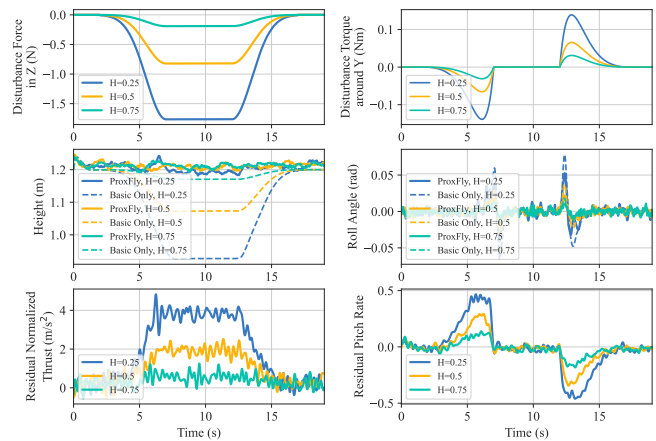 Disturbance Force
in Z (N)
0.0
−0.5
−1.0
−1.5
H=0.25
H=0.5
H=0.75
0
5
10
15
Disturbance Torque
around Y (Nm)
0.1
0.0
−0.1
H=0.25
H=0.5
H=0.75
0
5
10
15
Height (m)
1.2
1.1
1.0
ProxFly, H=0.25
Basic Only, H=0.25
ProxFly, H=0.5
Basic Only, H=0.5
ProxFly, H=0.75
Basic Only, H=0.75
0
5
10
15
Roll Angle (rad)
0.05
0.00
−0.05
ProxFly, H=0.25
Basic Only, H=0.25
ProxFly, H=0.5
Basic Only, H=0.5
ProxFly, H=0.75
Basic Only, H=0.75
0
5
10
15
Residual Normalized
Thrust (m/s²)
4
2
0
H=0.25
H=0.5
H=0.75
0
5
10
15
Time (s)
Residual Pitch Rate
0.5
0.0
−0.5
H=0.25
H=0.5
H=0.75
0
5
10
15
Time (s)